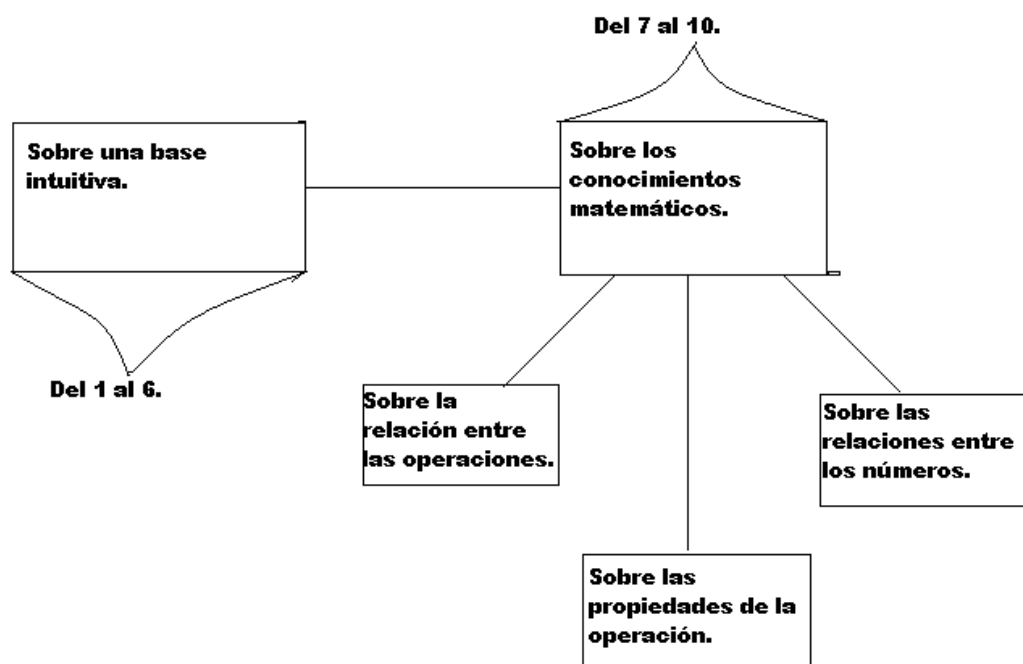 Del 7 al 10.
Sobre una base
intuitiva.
Sobre los
conocimientos
matemáticos.
Del 1 al 6.
Sobre la
relación entre
las operaciones.
Sobre las
relaciones entre
los números.
Sobre las
propiedades de la
operación.